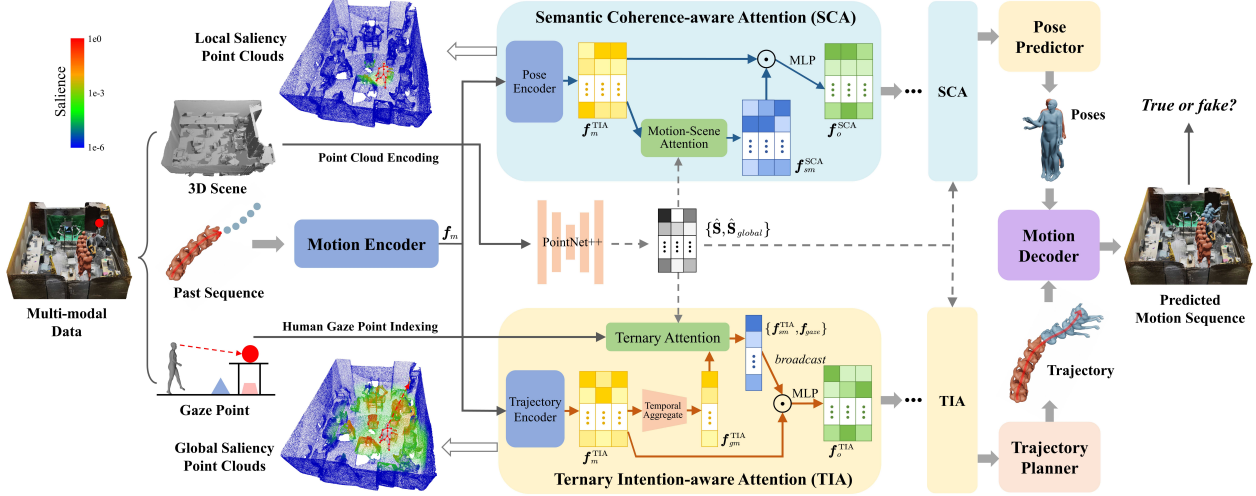 Semantic Coherence-aware Attention (SCA)
Local Saliency
Point Clouds
Salience
1e0
1e-3
1e-6
3D Scene
Point Cloud Encoding
Pose
Encoder
f_m^TIA
Motion-Scene
Attention
f_sm^SCA
MLP
f_o^SCA
SCA
Pose
Predictor
Poses
True or fake?
Multi-modal
Data
Past Sequence
Motion Encoder
f_m
PointNet++
{Ŝ, Ŝ_global}
Motion
Decoder
Predicted
Motion Sequence
Human Gaze Point Indexing
Gaze Point
Global Saliency
Point Clouds
Ternary Attention
{f_sm^TIA, f_gaze}
broadcast
Trajectory
Encoder
f_m^TIA
Temporal
Aggregate
f_gm^TIA
MLP
f_o^TIA
TIA
Trajectory
Trajectory
Planner
Ternary Intention-aware Attention (TIA)